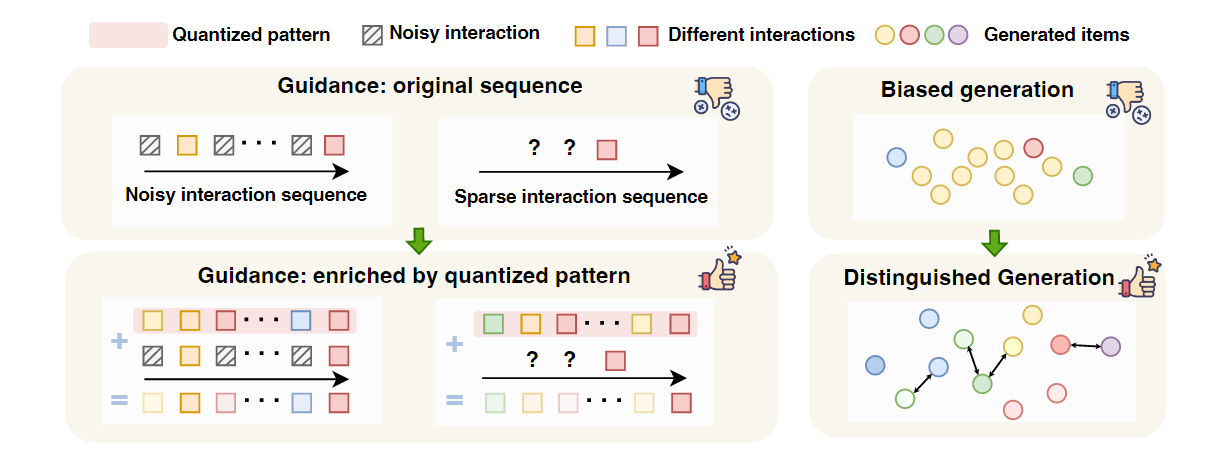 Quantized pattern
Noisy interaction
Different interactions
Generated items
Guidance: original sequence
Biased generation
? ?
Noisy interaction sequence
Sparse interaction sequence
Guidance: enriched by quantized pattern
Distinguished Generation
+
+
? ?
=
=